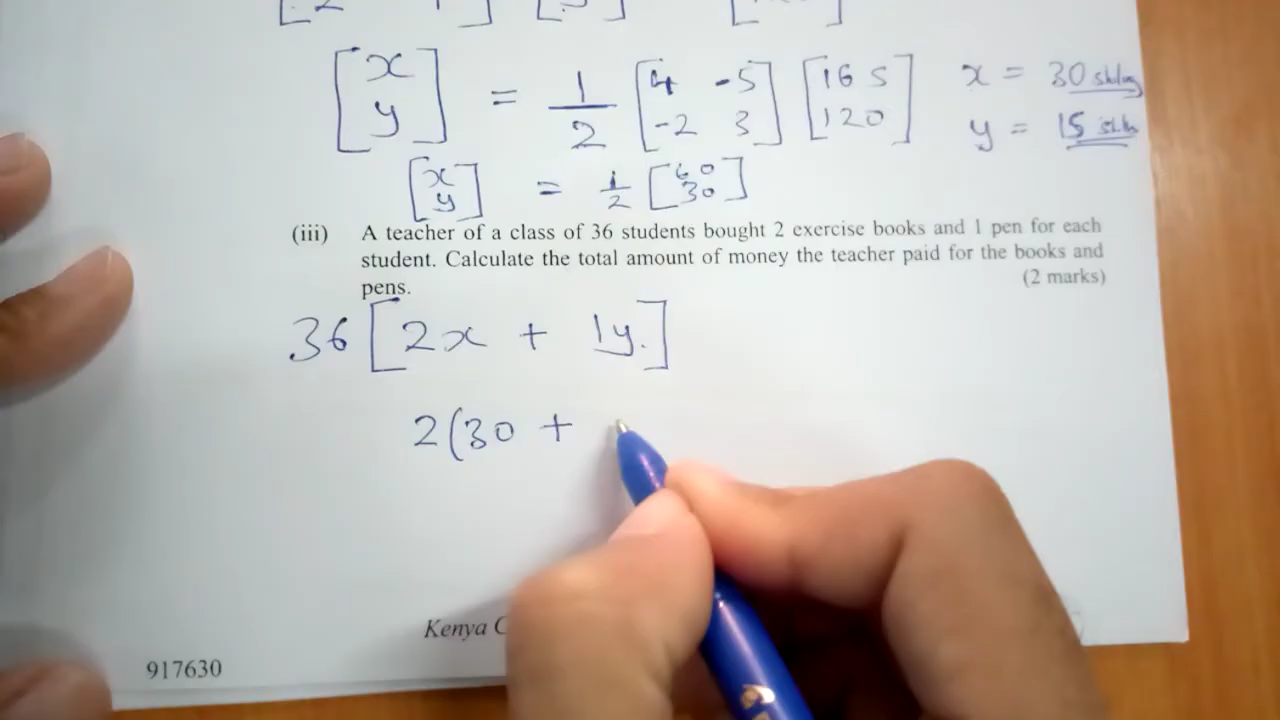 [x y] = 1/2 [4 -5 -2 3] [165 120] x = 30
y = 15
[x y] = 1/2 [60 30]
(iii) A teacher of a class of 36 students bought 2 exercise books and 1 pen for each
student. Calculate the total amount of money the teacher paid for the books and
pens. (2 marks)
36 [2x + 1y.]
2(30 +
Kenya
917630